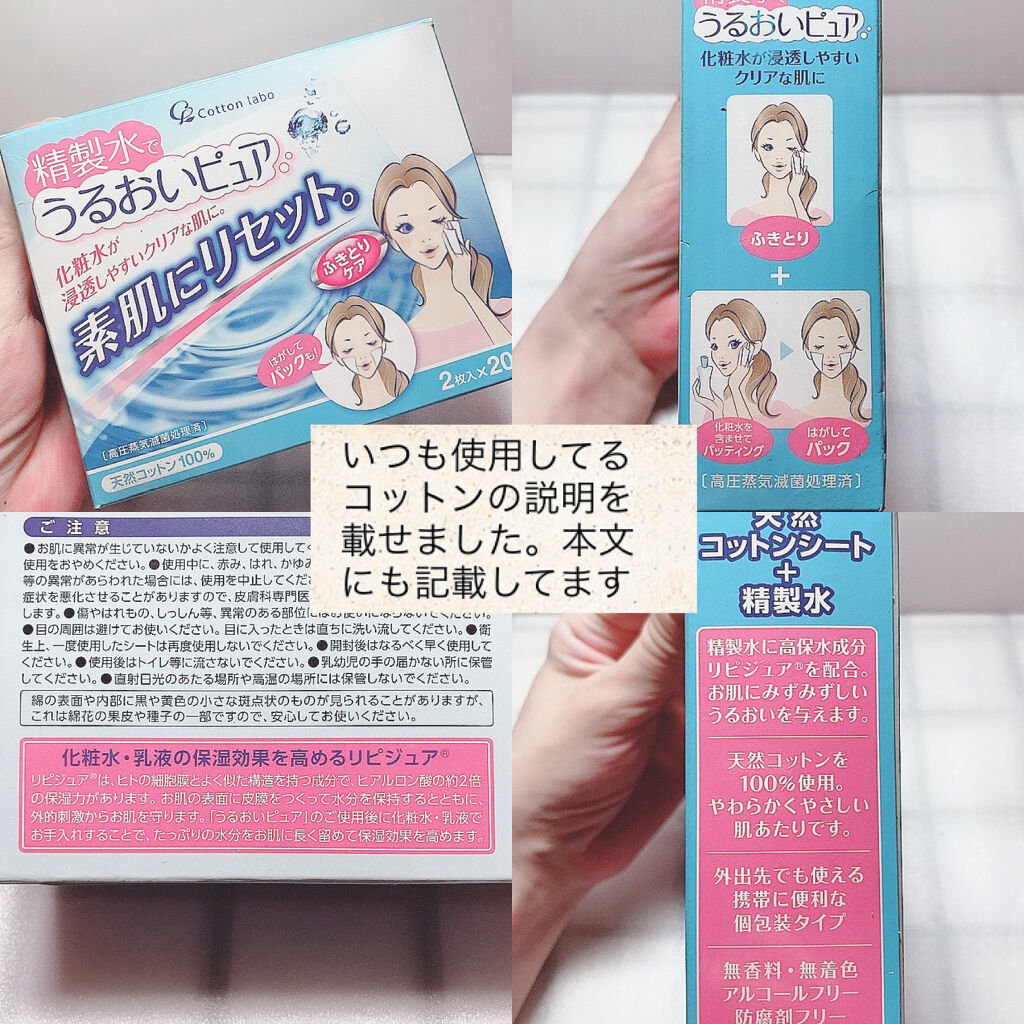 Cotton labo
精製水で
うるおいピュア
化粧水が
浸透しやすいクリアな肌に。
素肌にリセット。
ふきとり
ケア
はがして
パックも!
2枚入×20
［高圧蒸気滅菌処理済］
天然コットン100%
うるおいピュア
化粧水が浸透しやすい
クリアな肌に
ふきとり
+
化粧水を
含ませて
パッティング
はがして
パック
［高圧蒸気滅菌処理済］
いつも使用してる
コットンの説明を
載せました。本文
にも記載してます
ご注意
●お肌に異常が生じていないかよく注意して使用して
使用をおやめください。●使用中に、赤み、はれ、かゆみ
等の異常があらわれた場合には、使用を中止してくだ
症状を悪化させることがありますので、皮膚科専門医
します。●傷やはれもの、しっしん等、異常のある部位にはお使いにならないでください。
●目の周囲は避けてお使いください。目に入ったときは直ちに洗い流してください。●衛
生上、一度使用したシートは再度使用しないでください。●開封後はなるべく早く使用して
ください。●使用後はトイレ等に流さないでください。●乳幼児の手の届かない所に保管
してください。●直射日光のあたる場所や高温の場所には保管しないでください。
綿の表面や内部に黒や黄色の小さな斑点状のものが見られることがありますが、
これは綿花の果皮や種子の一部ですので、安心してお使いください。
化粧水・乳液の保湿効果を高めるリピジュア®
リピジュア®は、ヒトの細胞膜とよく似た構造を持つ成分で、ヒアルロン酸の約2倍
の保湿力があります。お肌の表面に皮膜をつくって水分を保持するとともに、
外的刺激からお肌を守ります。「うるおいピュア」のご使用後に化粧水・乳液で
お手入れすることで、たっぷりの水分をお肌に長く留めて保湿効果を高めます。
天然
コットンシート
+
精製水
精製水に高保水成分
リピジュア®を配合。
お肌にみずみずしい
うるおいを与えます。
天然コットンを
100%使用。
やわらかくやさしい
肌あたりです。
外出先でも使える
携帯に便利な
個包装タイプ
無香料・無着色
アルコールフリー
防腐剤フリー